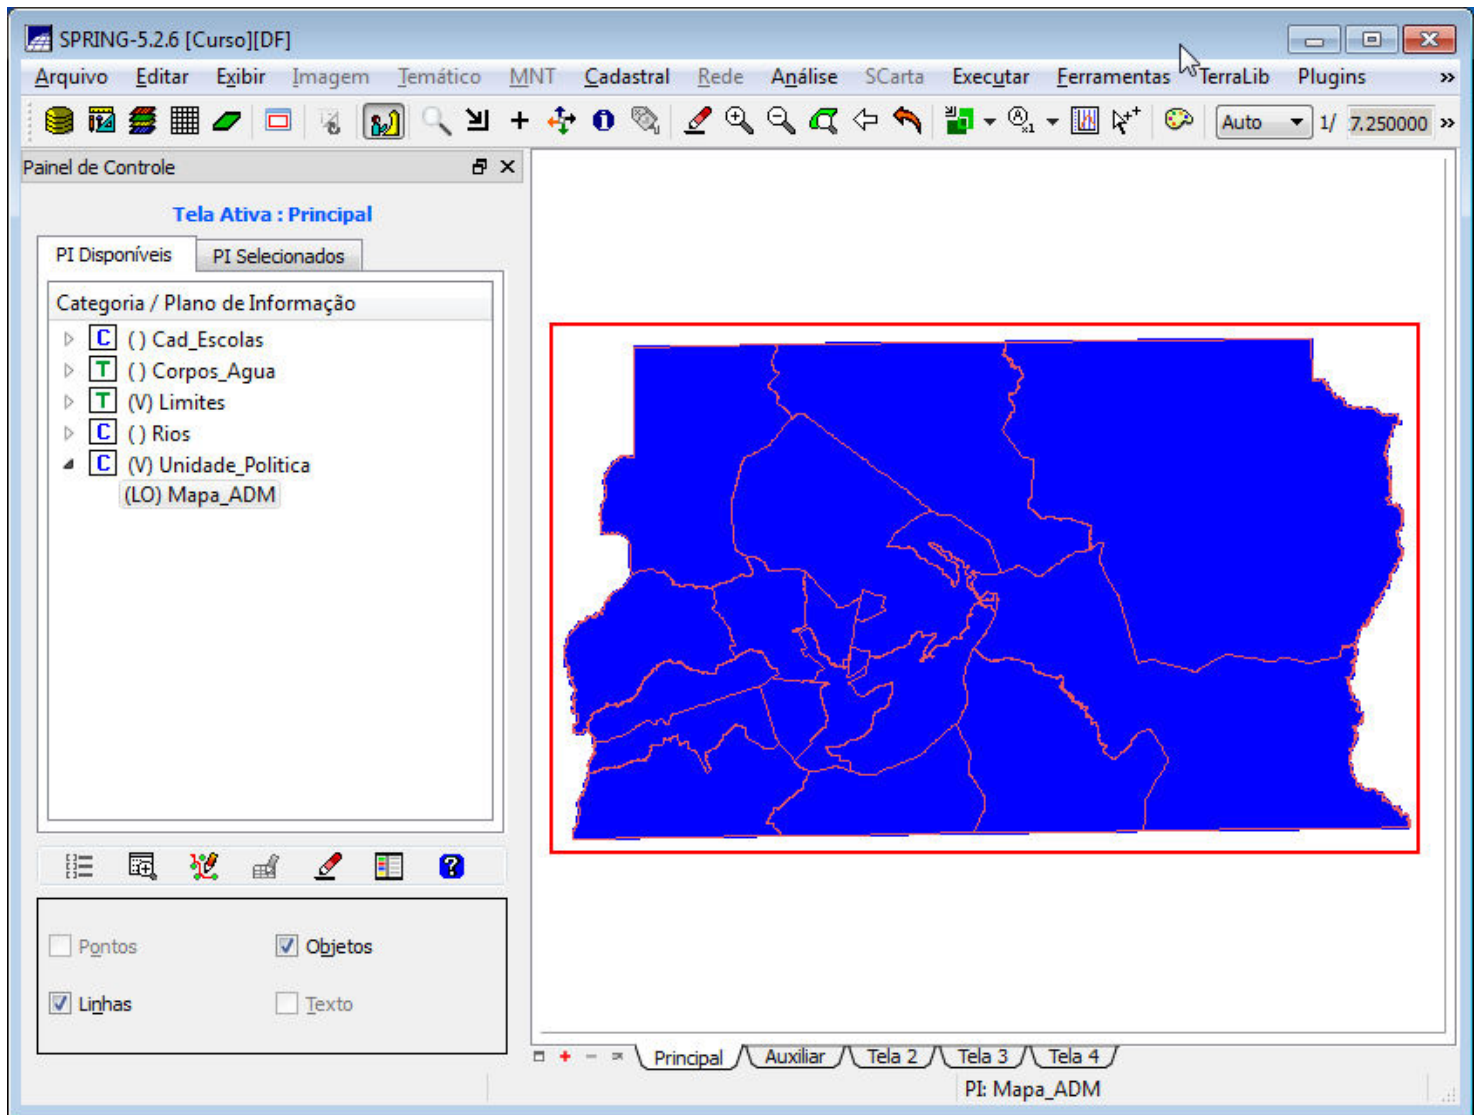 SPRING-5.2.6 [Curso][DF]
Arquivo Editar Exibir Imagem Temático MNT Cadastral Rede Análise SCarta Executar Ferramentas TerraLib Plugins »
Auto 1/ 7.250000 »
Painel de Controle
Tela Ativa : Principal
PI Disponíveis PI Selecionados
Categoria / Plano de Informação
C ( ) Cad_Escolas
T ( ) Corpos_Agua
T (V) Limites
C ( ) Rios
C (V) Unidade_Politica
(LO) Mapa_ADM
Pontos Objetos
Linhas Texto
Principal Auxiliar Tela 2 Tela 3 Tela 4
PI: Mapa_ADM